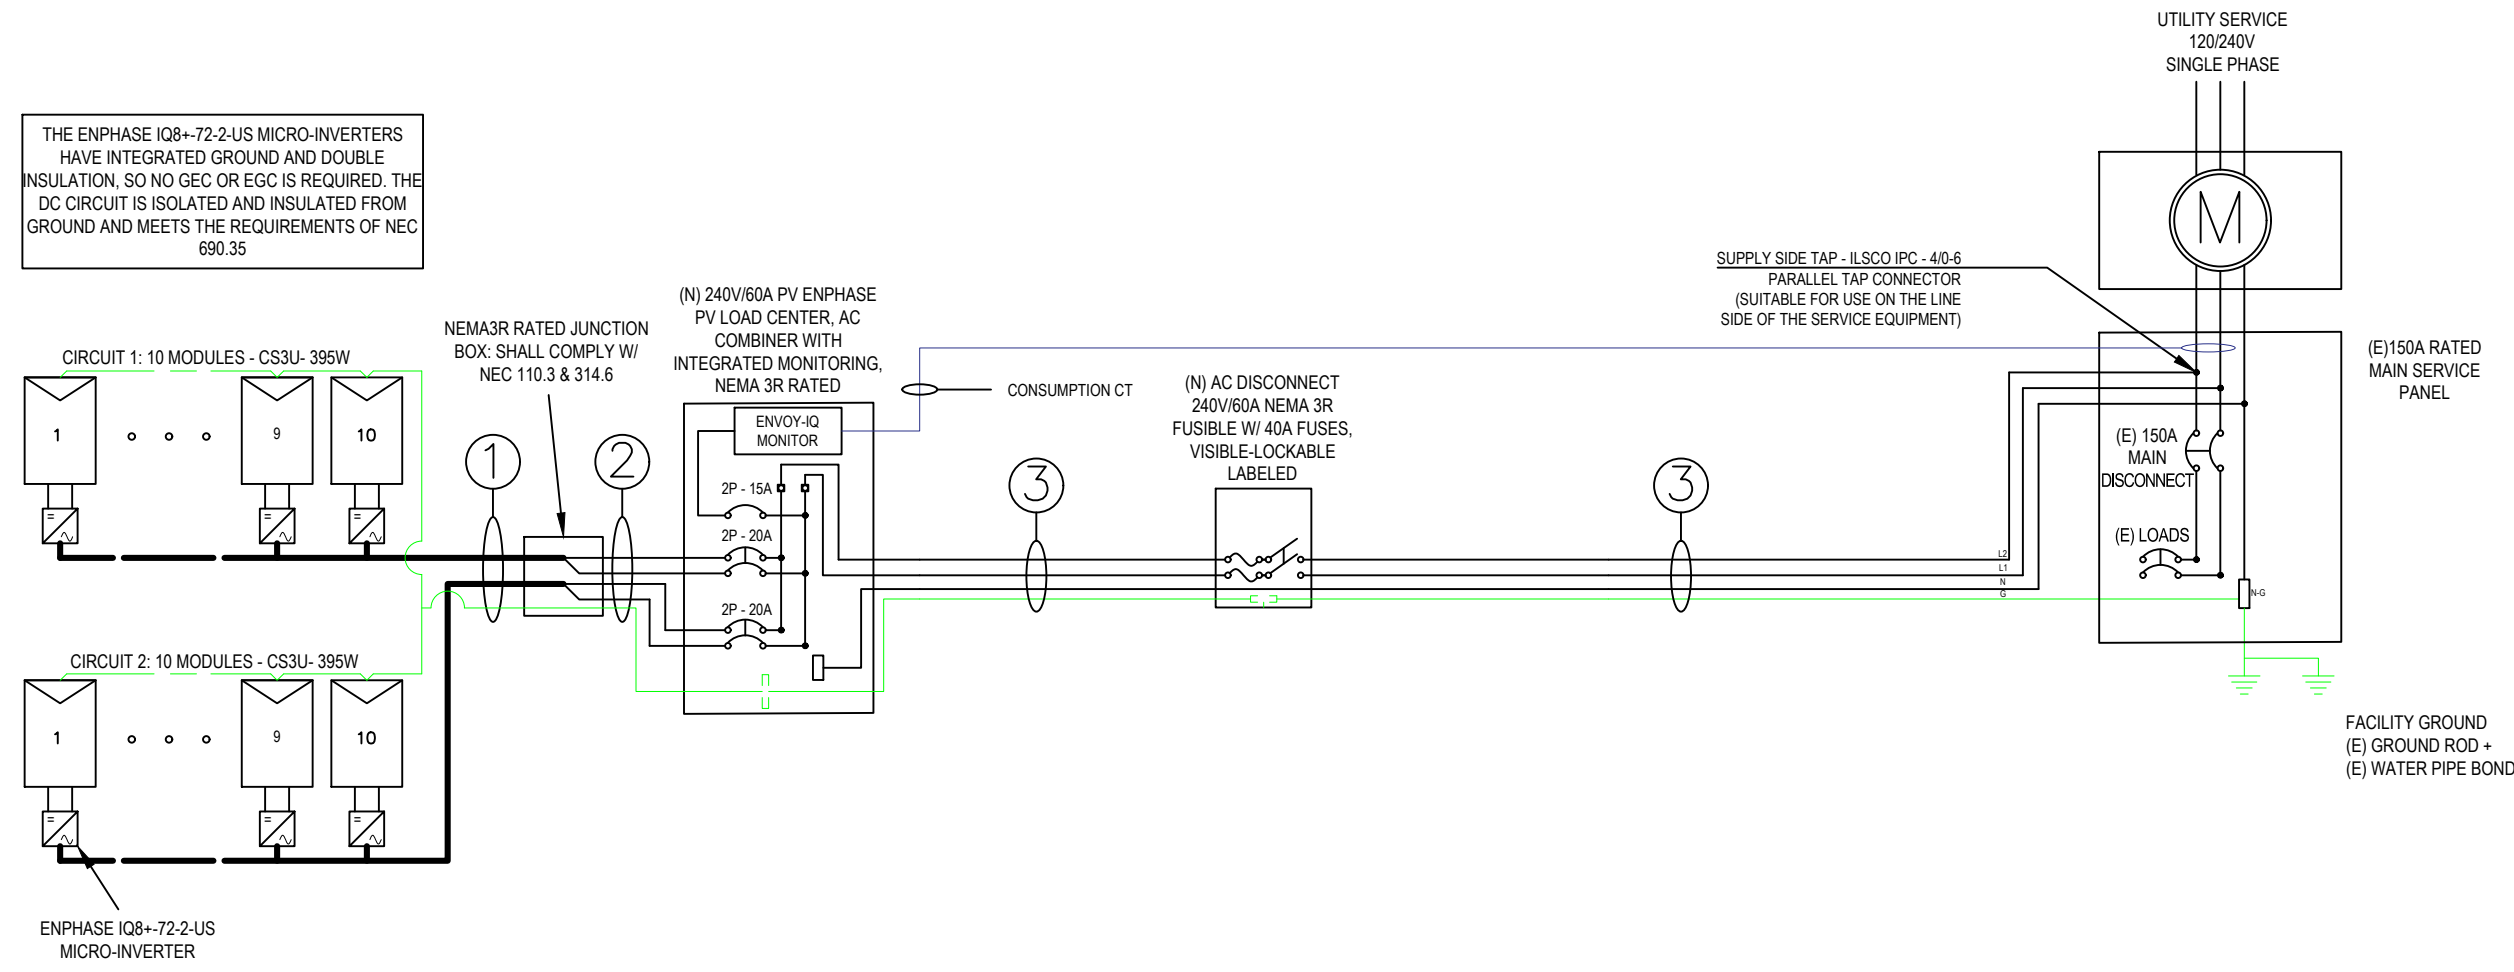 UTILITY SERVICE
120/240V
SINGLE PHASE
THE ENPHASE IQ8+-72-2-US MICRO-INVERTERS
HAVE INTEGRATED GROUND AND DOUBLE
INSULATION, SO NO GEC OR EGC IS REQUIRED. THE
DC CIRCUIT IS ISOLATED AND INSULATED FROM
GROUND AND MEETS THE REQUIREMENTS OF NEC
690.35
M
SUPPLY SIDE TAP - ILSCO IPC - 4/0-6
PARALLEL TAP CONNECTOR
(SUITABLE FOR USE ON THE LINE
SIDE OF THE SERVICE EQUIPMENT)
(N) 240V/60A PV ENPHASE
PV LOAD CENTER, AC
COMBINER WITH
INTEGRATED MONITORING,
NEMA 3R RATED
NEMA3R RATED JUNCTION
BOX: SHALL COMPLY W/
NEC 110.3 & 314.6
(E)150A RATED
MAIN SERVICE
PANEL
CIRCUIT 1: 10 MODULES - CS3U- 395W
CONSUMPTION CT
(N) AC DISCONNECT
240V/60A NEMA 3R
FUSIBLE W/ 40A FUSES,
VISIBLE-LOCKABLE
LABELED
ENVOY-IQ
MONITOR
1
9
10
1
2
3
3
(E) 150A
MAIN
DISCONNECT
2P - 15A
2P - 20A
2P - 20A
(E) LOADS
L2
L1
N
G
N-G
CIRCUIT 2: 10 MODULES - CS3U- 395W
1
9
10
FACILITY GROUND
(E) GROUND ROD +
(E) WATER PIPE BOND
ENPHASE IQ8+-72-2-US
MICRO-INVERTER